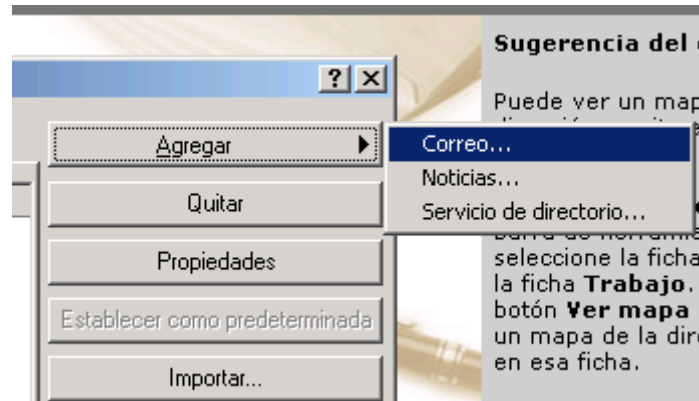 Sugerencia del
Puede ver un map
Agregar
Correo...
Noticias...
Servicio de directorio...
Quitar
Propiedades
Establecer como predeterminada
Importar...
seleccione la ficha
la ficha Trabajo.
botón Ver mapa
un mapa de la dire
en esa ficha.